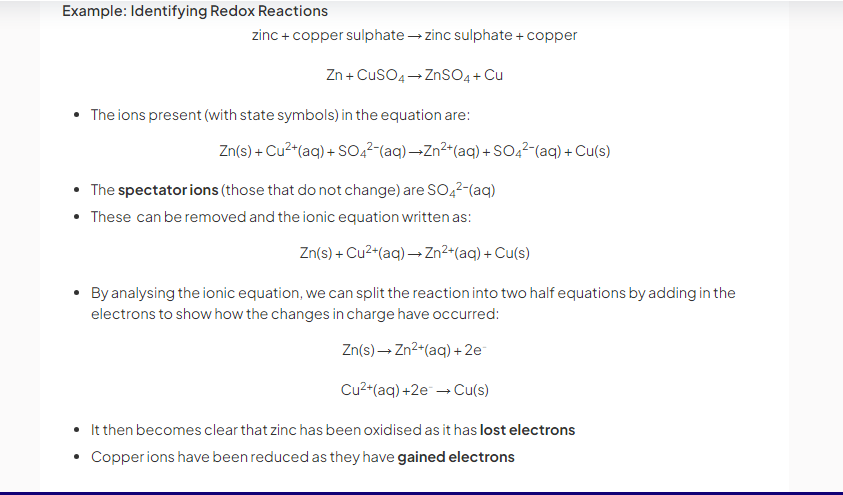 Example: Identifying Redox Reactions
zinc + copper sulphate → zinc sulphate + copper
Zn + CuSO₄ → ZnSO₄ + Cu
• The ions present (with state symbols) in the equation are:
Zn(s) + Cu²⁺(aq) + SO₄²⁻(aq) → Zn²⁺(aq) + SO₄²⁻(aq) + Cu(s)
• The spectator ions (those that do not change) are SO₄²⁻(aq)
• These can be removed and the ionic equation written as:
Zn(s) + Cu²⁺(aq) → Zn²⁺(aq) + Cu(s)
• By analysing the ionic equation, we can split the reaction into two half equations by adding in the
electrons to show how the changes in charge have occurred:
Zn(s) → Zn²⁺(aq) + 2e⁻
Cu²⁺(aq) +2e⁻ → Cu(s)
• It then becomes clear that zinc has been oxidised as it has lost electrons
• Copper ions have been reduced as they have gained electrons